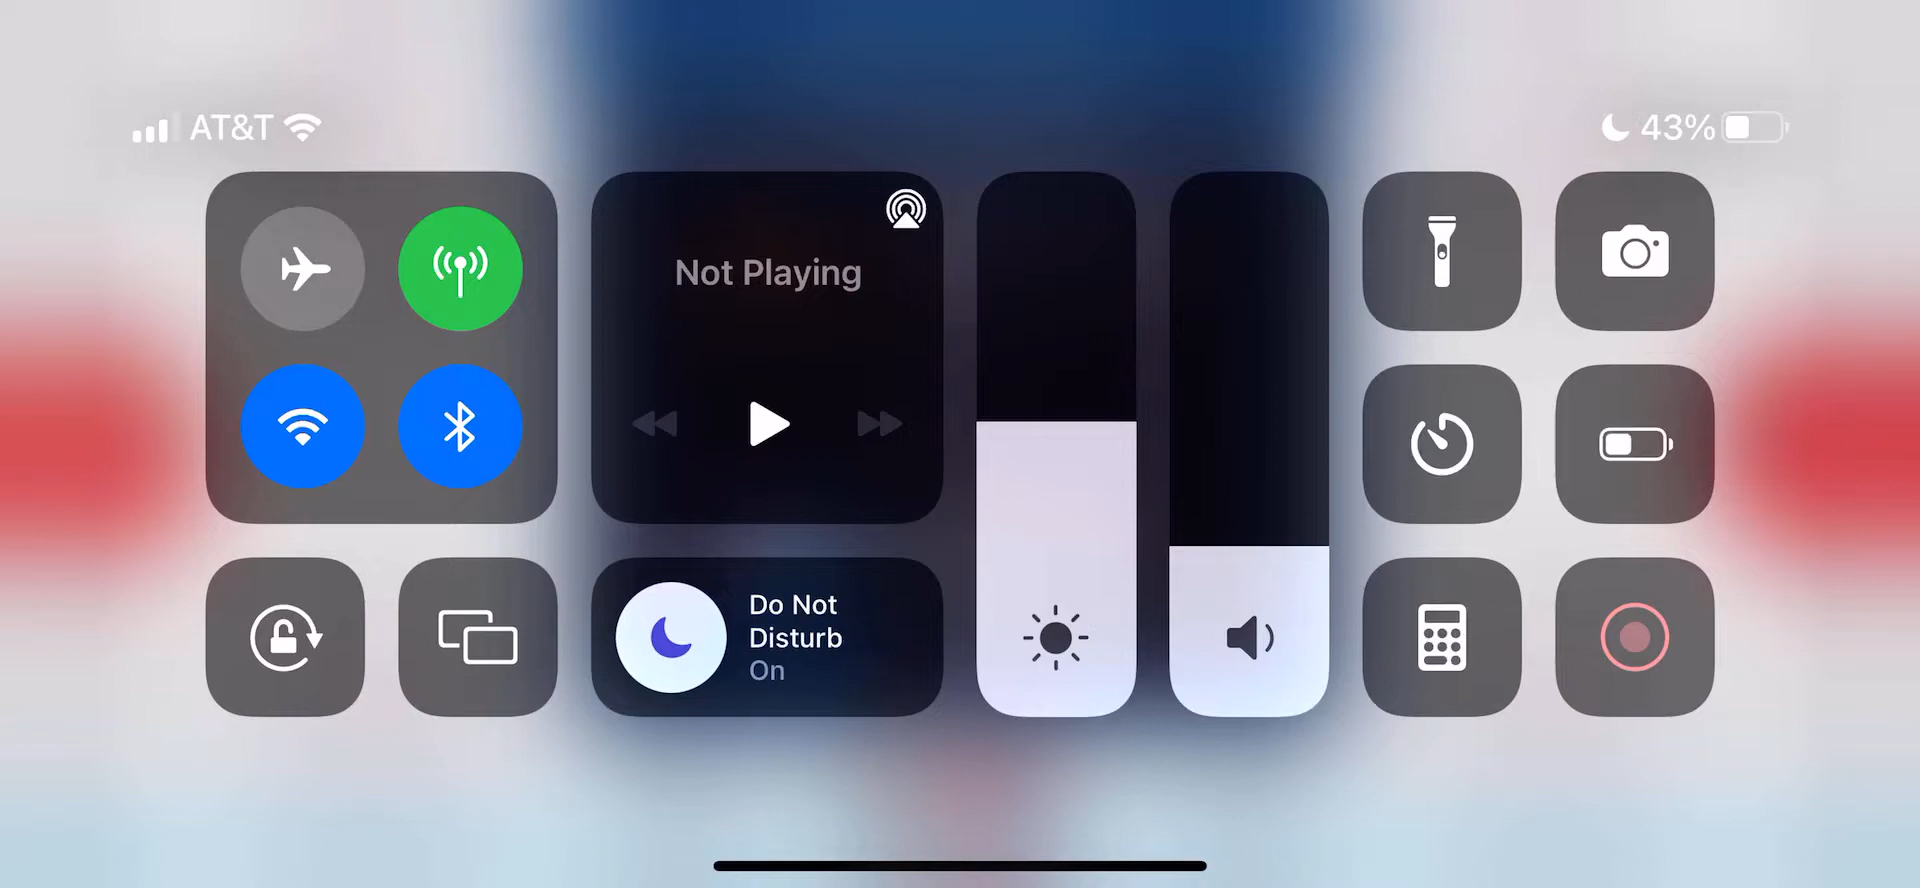 AT&T
43%
Not Playing
Do Not
Disturb
On